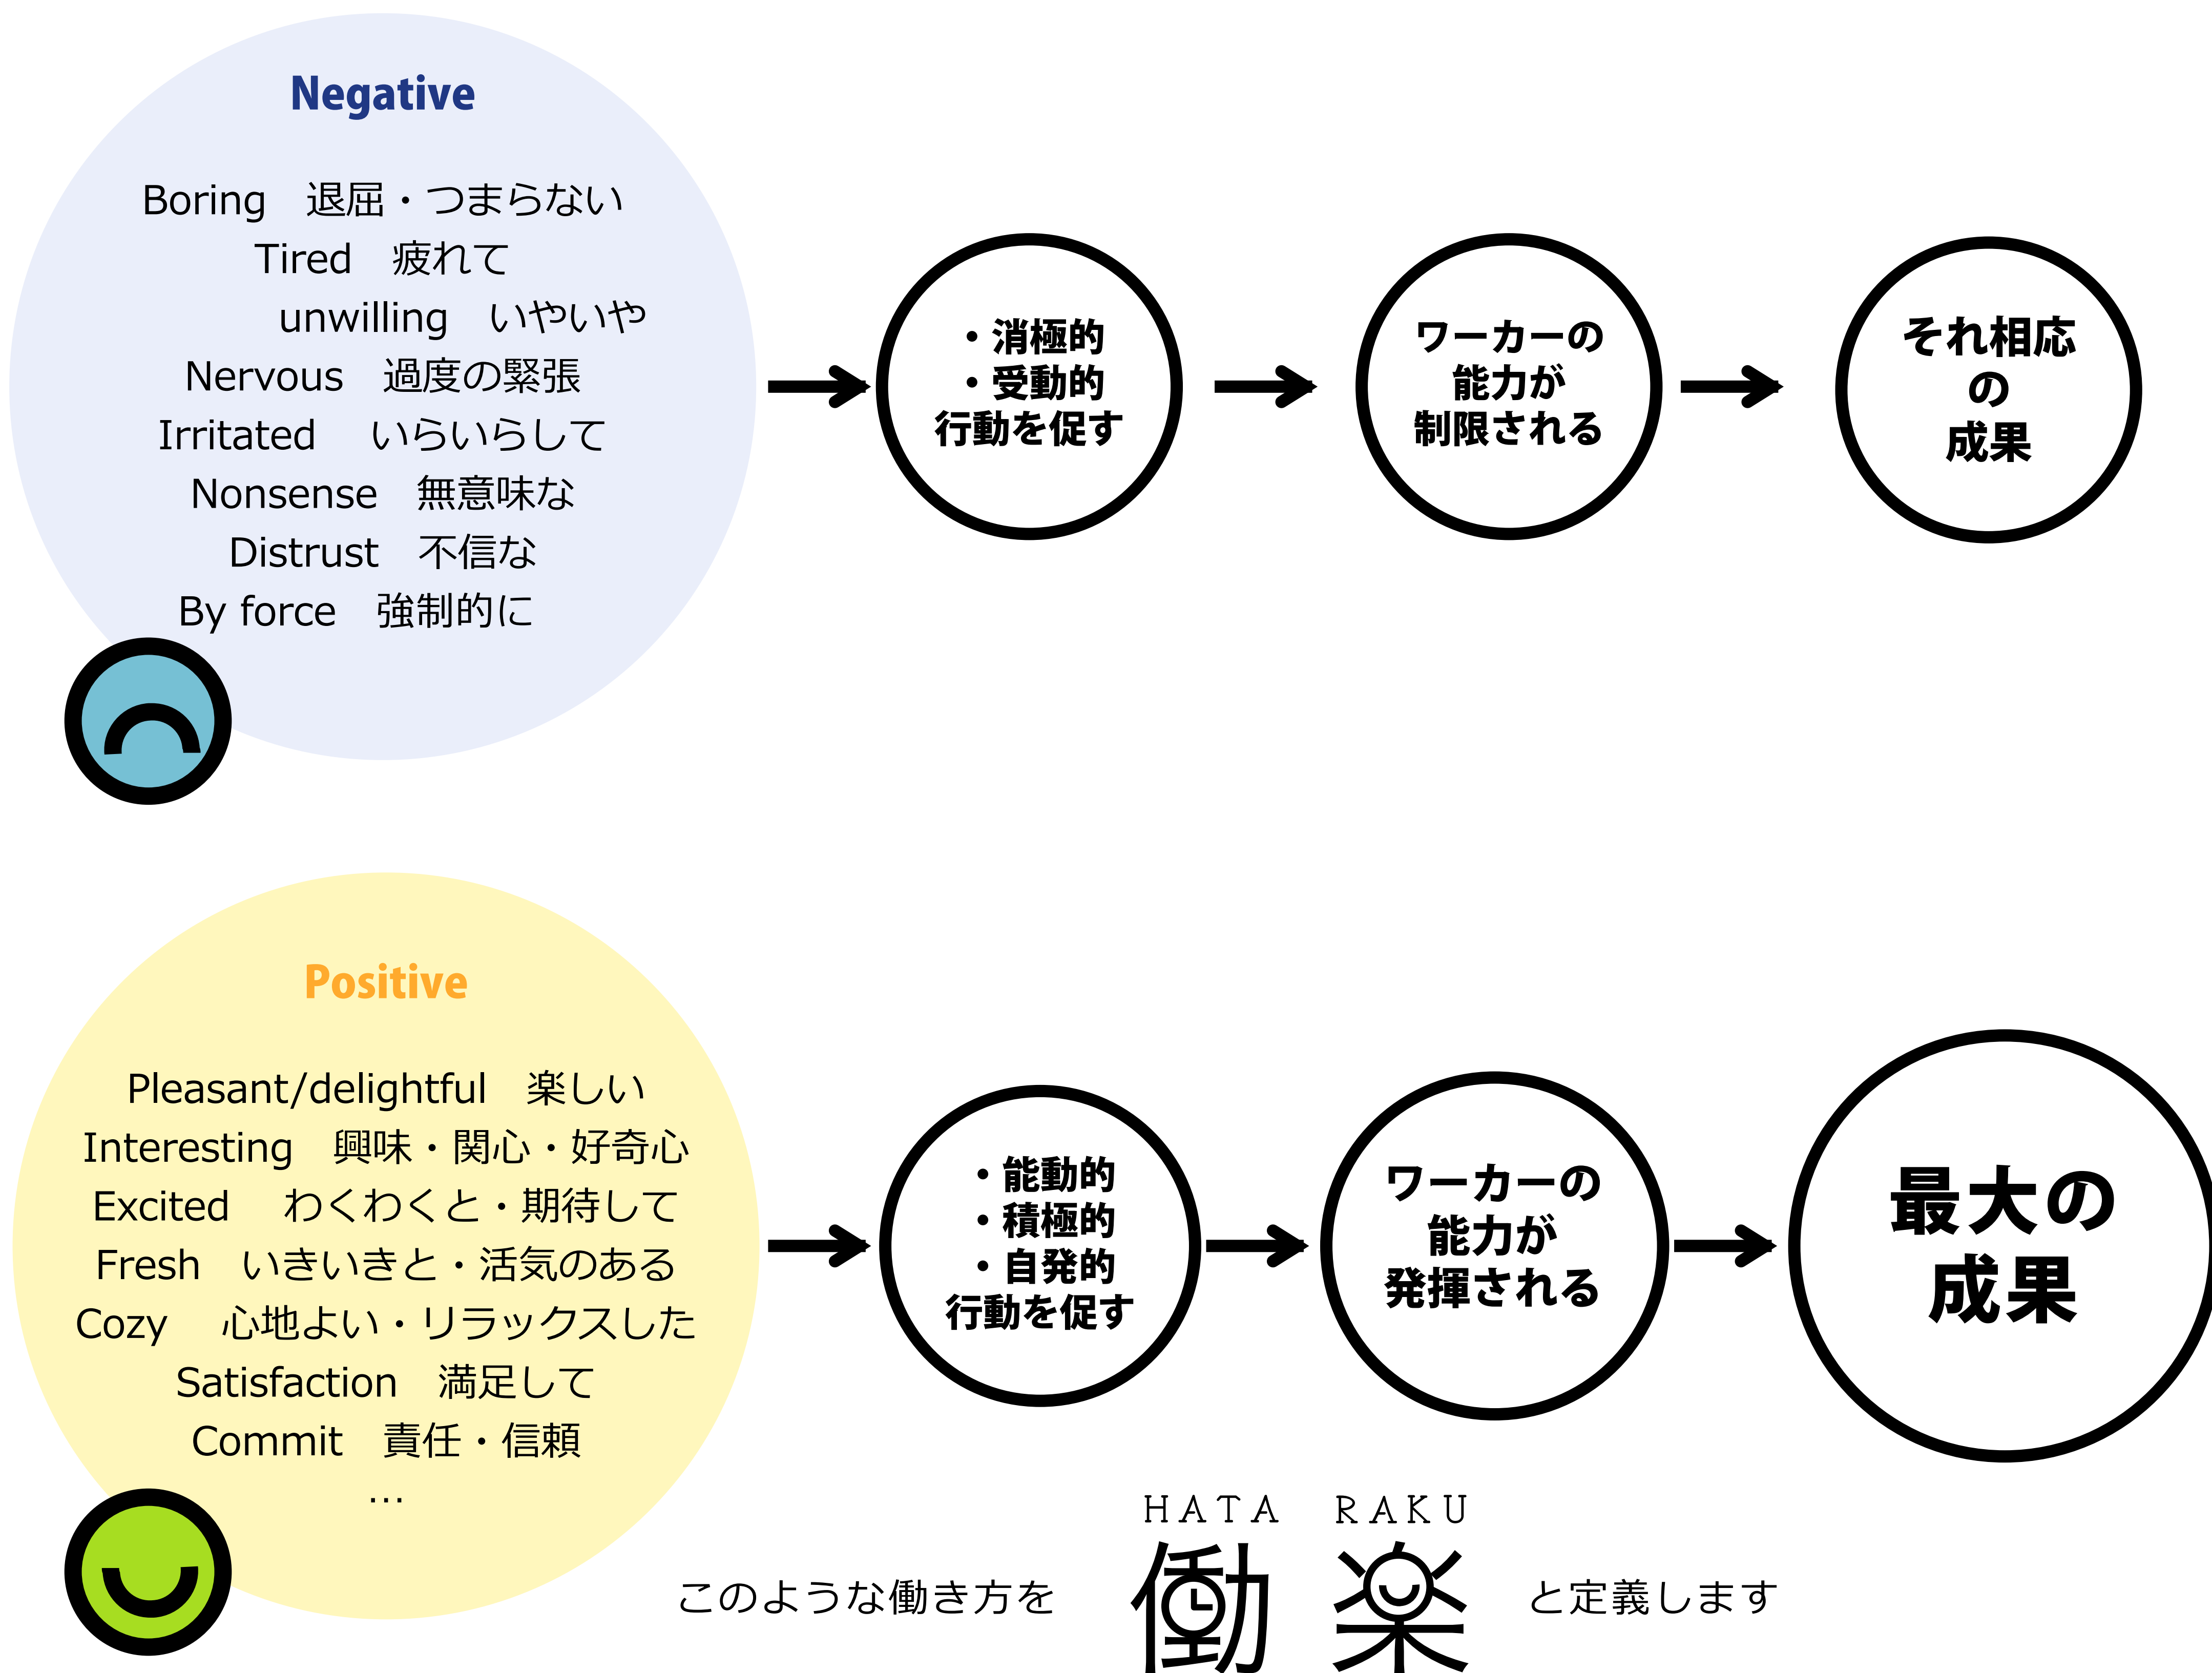 Negative
Boring　退屈・つまらない
Tired　疲れて
unwilling　いやいや
Nervous　過度の緊張
Irritated　いらいらして
Nonsense　無意味な
Distrust　不信な
By force　強制的に
・消極的
・受動的
行動を促す
ワーカーの
能力が
制限される
それ相応
の
成果
Positive
Pleasant/delightful　楽しい
Interesting　興味・関心・好奇心
Excited　わくわくと・期待して
Fresh　いきいきと・活気のある
Cozy　心地よい・リラックスした
Satisfaction　満足して
Commit　責任・信頼
…
・能動的
・積極的
・自発的
行動を促す
ワーカーの
能力が
発揮される
最大の
成果
HATA RAKU
このような働き方を 働楽 と定義します